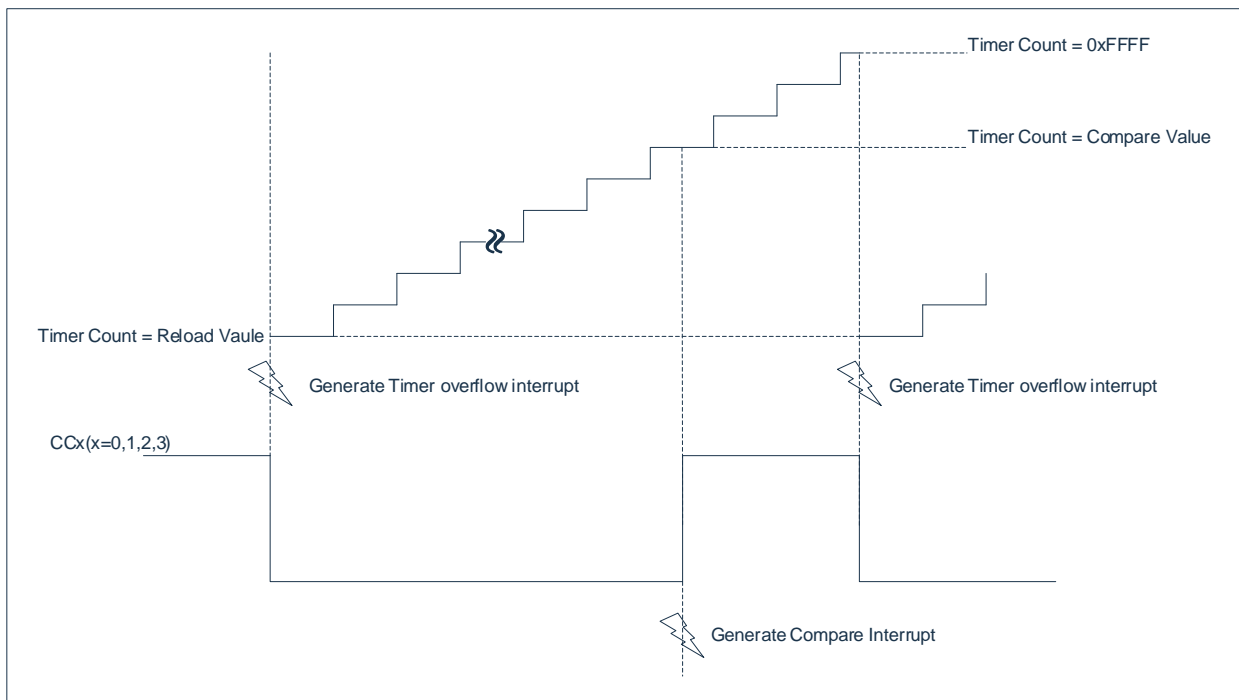 Timer Count = 0xFFFF
Timer Count = Compare Value
Timer Count = Reload Vaule
Generate Timer overflow interrupt
Generate Timer overflow interrupt
CCx(x=0,1,2,3)
Generate Compare Interrupt